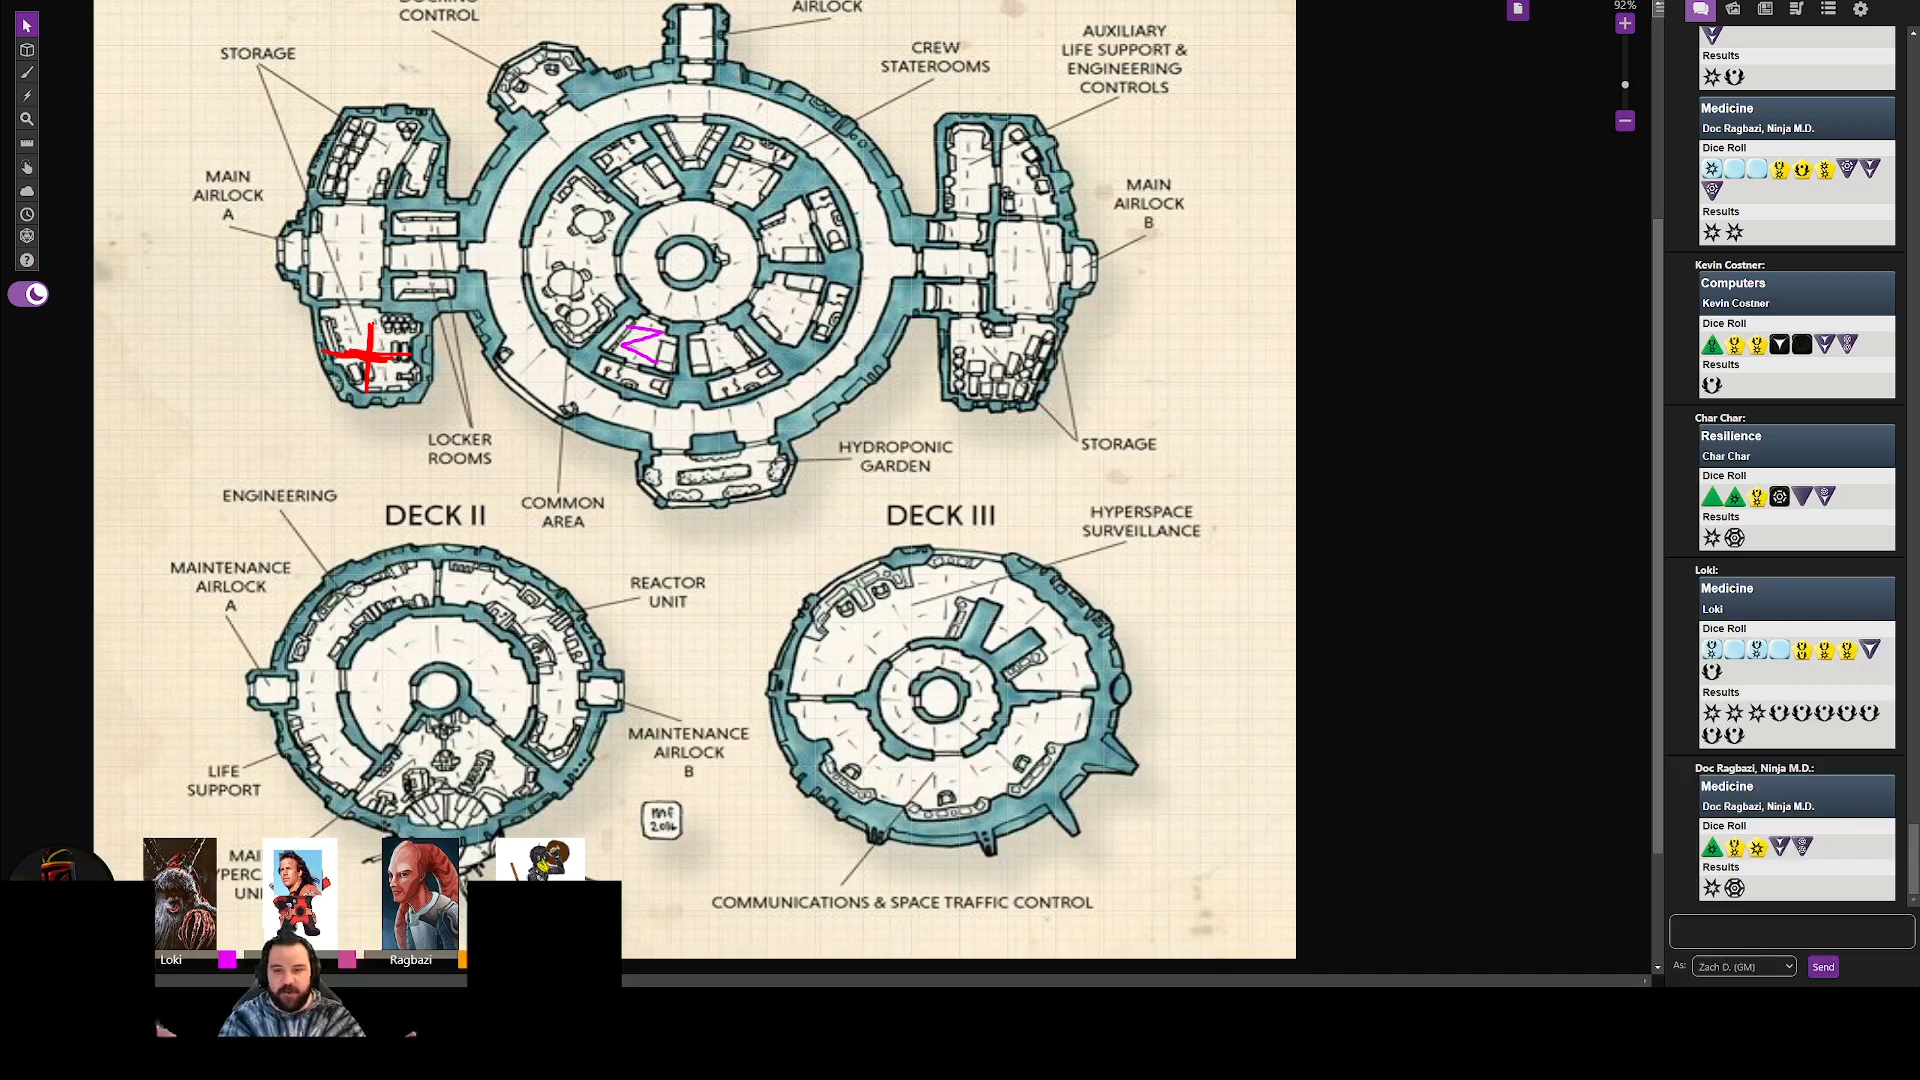 DOCKING
CONTROL
AIRLOCK
STORAGE
CREW
STATEROOMS
AUXILIARY
LIFE SUPPORT &
ENGINEERING
CONTROLS
MAIN
AIRLOCK
A
MAIN
AIRLOCK
B
LOCKER
ROOMS
COMMON
AREA
HYDROPONIC
GARDEN
STORAGE
ENGINEERING
DECK II
DECK III
HYPERSPACE
SURVEILLANCE
MAINTENANCE
AIRLOCK
A
REACTOR
UNIT
MAINTENANCE
AIRLOCK
B
LIFE
SUPPORT
2016
COMMUNICATIONS & SPACE TRAFFIC CONTROL
Loki
Ragbazi
92%
Results
Medicine
Doc Ragbazi, Ninja M.D.
Dice Roll
Results
Kevin Costner:
Computers
Kevin Costner
Dice Roll
Results
Char Char:
Resilience
Char Char
Dice Roll
Results
Loki:
Medicine
Loki
Dice Roll
Results
Doc Ragbazi, Ninja M.D.:
Medicine
Doc Ragbazi, Ninja M.D.
Dice Roll
Results
As:
Zach D. (GM)
Send